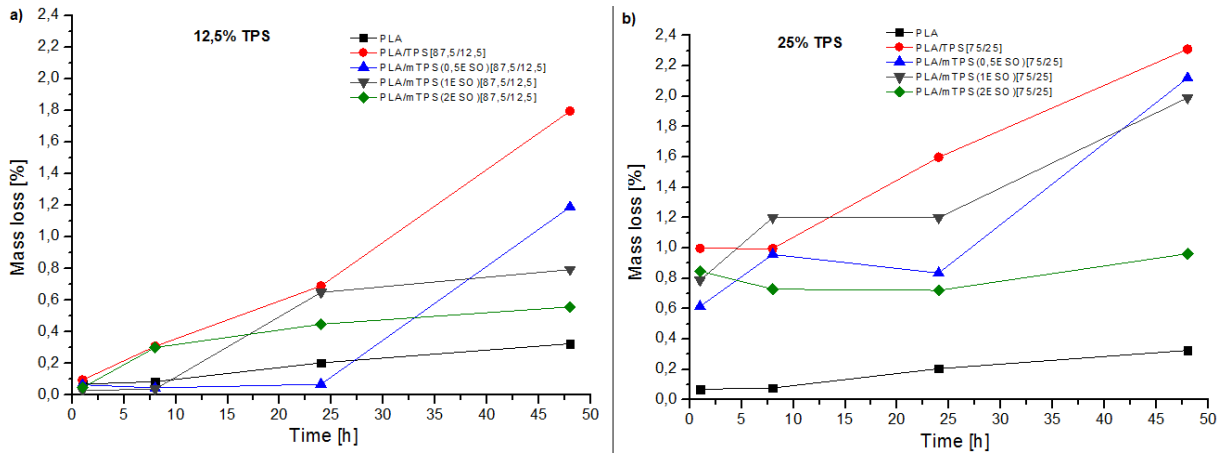 a)
12,5% TPS
PLA
PLA/TPS[87,5/12,5]
PLA/mTPS(0,5ESO)[87,5/12,5]
PLA/mTPS(1ESO)[87,5/12,5]
PLA/mTPS(2ESO)[87,5/12,5]
Mass loss [%]
2,4
2,2
2,0
1,8
1,6
1,4
1,2
1,0
0,8
0,6
0,4
0,2
0,0
0 5 10 15 20 25 30 35 40 45 50
Time [h]
b)
25% TPS
PLA
PLA/TPS[75/25]
PLA/mTPS(0,5ESO)[75/25]
PLA/mTPS(1ESO)[75/25]
PLA/mTPS(2ESO)[75/25]
Mass loss [%]
2,4
2,2
2,0
1,8
1,6
1,4
1,2
1,0
0,8
0,6
0,4
0,2
0,0
0 5 10 15 20 25 30 35 40 45 50
Time [h]